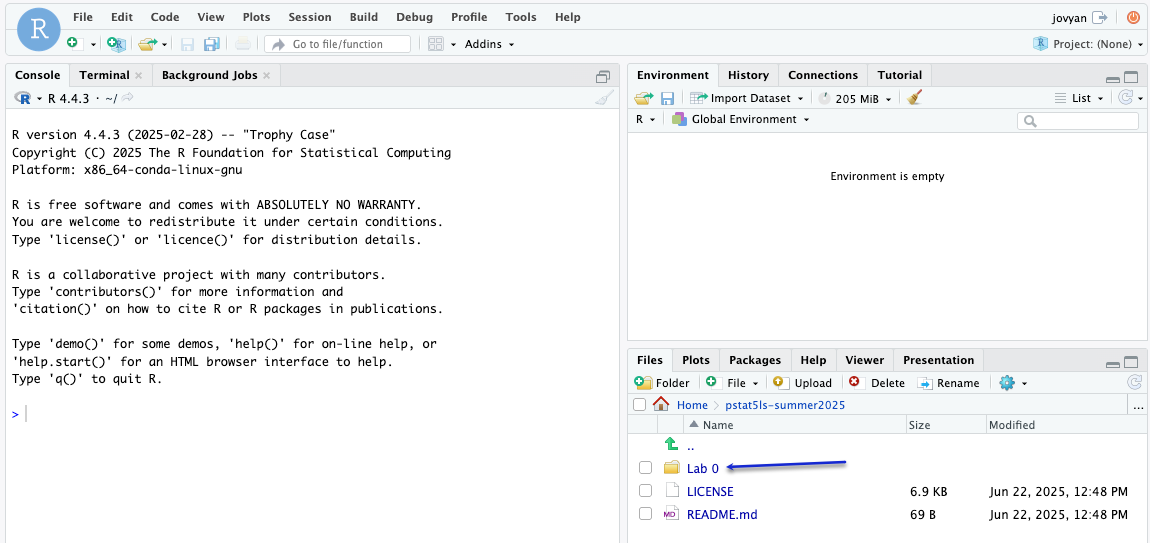 R
File Edit Code View Plots Session Build Debug Profile Tools Help
jovyan
R
Go to file/function
Addins
R
Project: (None)
Console Terminal Background Jobs
R
R 4.4.3 · ~/
R version 4.4.3 (2025-02-28) -- "Trophy Case"
Copyright (C) 2025 The R Foundation for Statistical Computing
Platform: x86_64-conda-linux-gnu
R is free software and comes with ABSOLUTELY NO WARRANTY.
You are welcome to redistribute it under certain conditions.
Type 'license()' or 'licence()' for distribution details.
R is a collaborative project with many contributors.
Type 'contributors()' for more information and
'citation()' on how to cite R or R packages in publications.
Type 'demo()' for some demos, 'help()' for on-line help, or
'help.start()' for an HTML browser interface to help.
Type 'q()' to quit R.
>
Environment History Connections Tutorial
Import Dataset 205 MiB List
R Global Environment
Environment is empty
Files Plots Packages Help Viewer Presentation
Folder File Upload Delete Rename
Home pstat5ls-summer2025 ...
Name Size Modified
..
Lab 0
LICENSE 6.9 KB Jun 22, 2025, 12:48 PM
MD README.md 69 B Jun 22, 2025, 12:48 PM